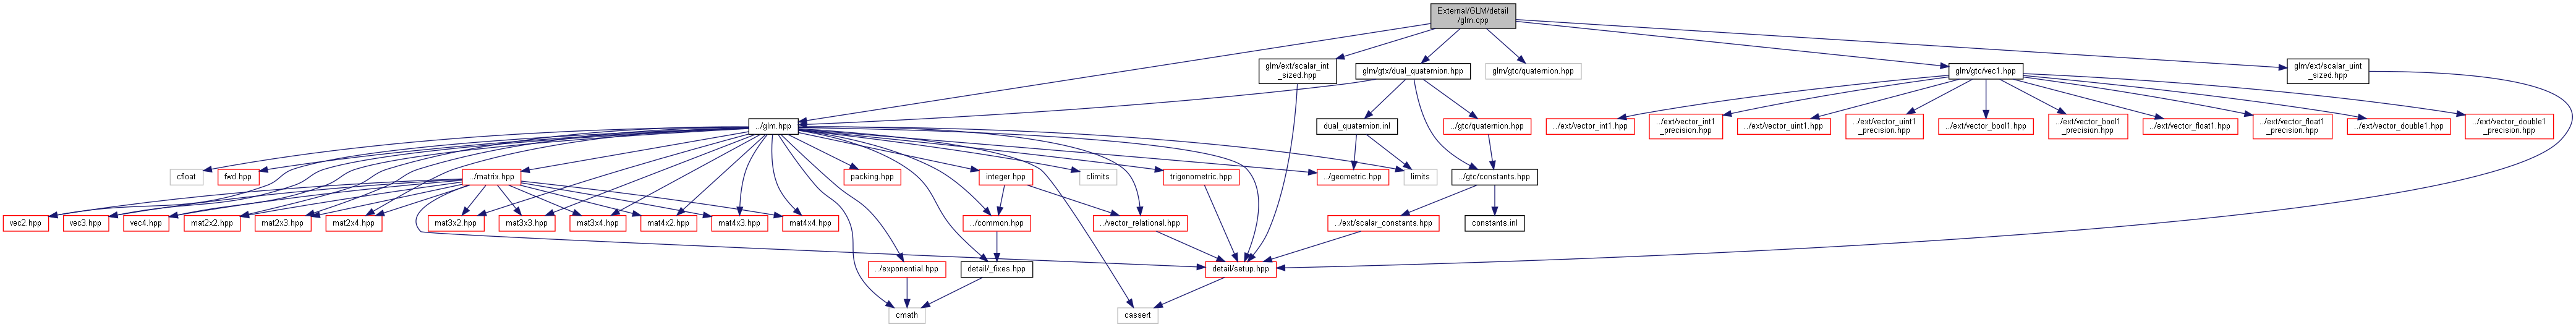 External/GLM/detail
/glm.cpp
glm/ext/scalar_int
_sized.hpp
glm/gtx/dual_quaternion.hpp
glm/gtc/quaternion.hpp
glm/gtc/vec1.hpp
glm/ext/scalar_uint
_sized.hpp
../glm.hpp
dual_quaternion.inl
../gtc/quaternion.hpp
../ext/vector_int1.hpp
../ext/vector_int1
_precision.hpp
../ext/vector_uint1.hpp
../ext/vector_uint1
_precision.hpp
../ext/vector_bool1.hpp
../ext/vector_bool1
_precision.hpp
../ext/vector_float1.hpp
../ext/vector_float1
_precision.hpp
../ext/vector_double1.hpp
../ext/vector_double1
_precision.hpp
cfloat
fwd.hpp
../matrix.hpp
packing.hpp
integer.hpp
climits
trigonometric.hpp
../geometric.hpp
limits
../gtc/constants.hpp
vec2.hpp
vec3.hpp
vec4.hpp
mat2x2.hpp
mat2x3.hpp
mat2x4.hpp
mat3x2.hpp
mat3x3.hpp
mat3x4.hpp
mat4x2.hpp
mat4x3.hpp
mat4x4.hpp
../common.hpp
../vector_relational.hpp
../ext/scalar_constants.hpp
constants.inl
../exponential.hpp
detail/_fixes.hpp
detail/setup.hpp
cmath
cassert